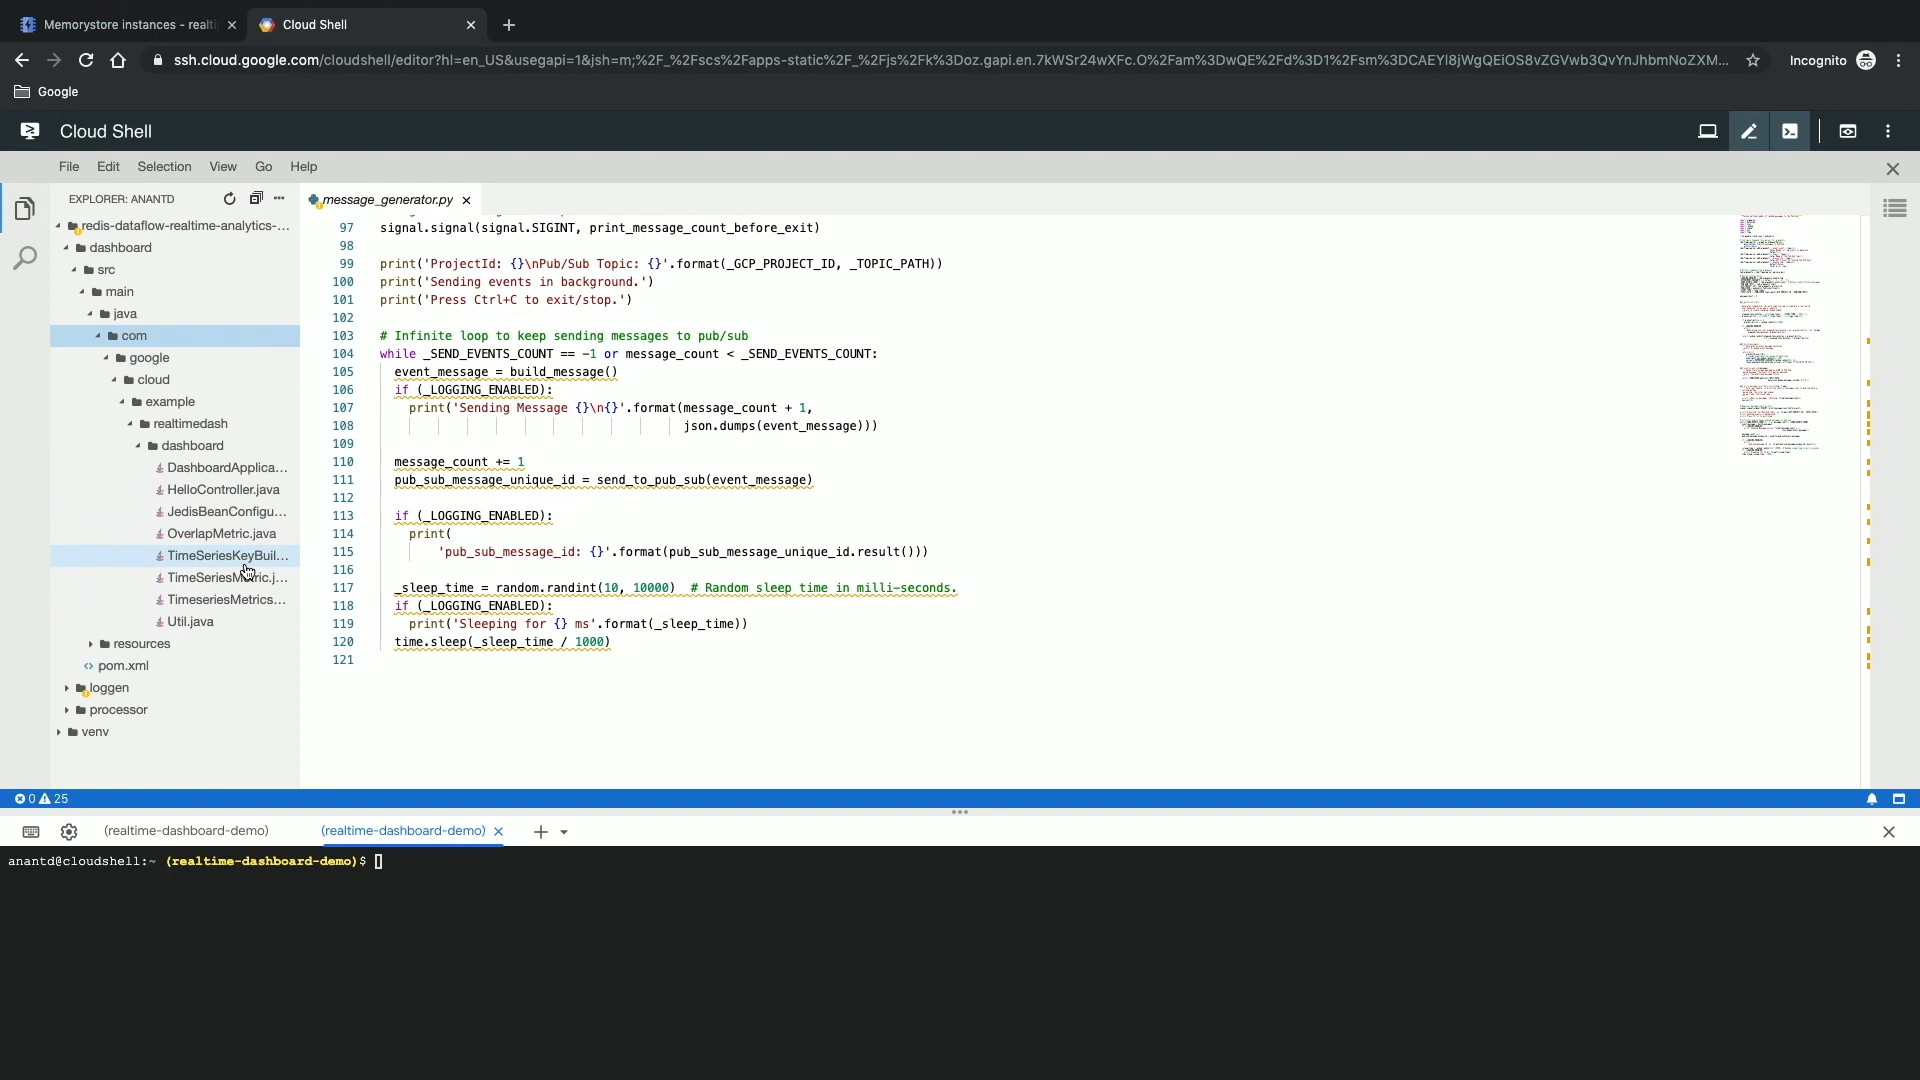 Memorystore instances - realti
Cloud Shell
ssh.cloud.google.com/cloudshell/editor?hl=en_US&usegapi=1&jsh=m;%2F_%2Fscs%2Fapps-static%2F_%2Fjs%2Fk%3Doz.gapi.en.7kWSr24wXFc.O%2Fam%3DwQE%2Fd%3D1%2Fsm%3DCAEYl8jWgQEiOS8vZGVwb3QvYnJhbmNoZXM...
Incognito
Google
Cloud Shell
File Edit Selection View Go Help
EXPLORER: ANANTD
message_generator.py
redis-dataflow-realtime-analytics-...
dashboard
src
main
java
com
google
cloud
example
realtimedash
dashboard
DashboardApplica...
HelloController.java
JedisBeanConfigu...
OverlapMetric.java
TimeSeriesKeyBuil...
TimeSeriesMetric.j...
TimeseriesMetrics...
Util.java
resources
pom.xml
loggen
processor
venv
97 signal.signal(signal.SIGINT, print_message_count_before_exit)
98
99 print('ProjectId: {}\nPub/Sub Topic: {}'.format(_GCP_PROJECT_ID, _TOPIC_PATH))
100 print('Sending events in background.')
101 print('Press Ctrl+C to exit/stop.')
102
103 # Infinite loop to keep sending messages to pub/sub
104 while _SEND_EVENTS_COUNT == -1 or message_count < _SEND_EVENTS_COUNT:
105 event_message = build_message()
106 if (_LOGGING_ENABLED):
107 print('Sending Message {}\n{}'.format(message_count + 1,
108 json.dumps(event_message)))
109
110 message_count += 1
111 pub_sub_message_unique_id = send_to_pub_sub(event_message)
112
113 if (_LOGGING_ENABLED):
114 print(
115 'pub_sub_message_id: {}'.format(pub_sub_message_unique_id.result()))
116
117 _sleep_time = random.randint(10, 10000) # Random sleep time in milli-seconds.
118 if (_LOGGING_ENABLED):
119 print('Sleeping for {} ms'.format(_sleep_time))
120 time.sleep(_sleep_time / 1000)
121
0 25
(realtime-dashboard-demo) (realtime-dashboard-demo)
anantd@cloudshell:~ (realtime-dashboard-demo)$